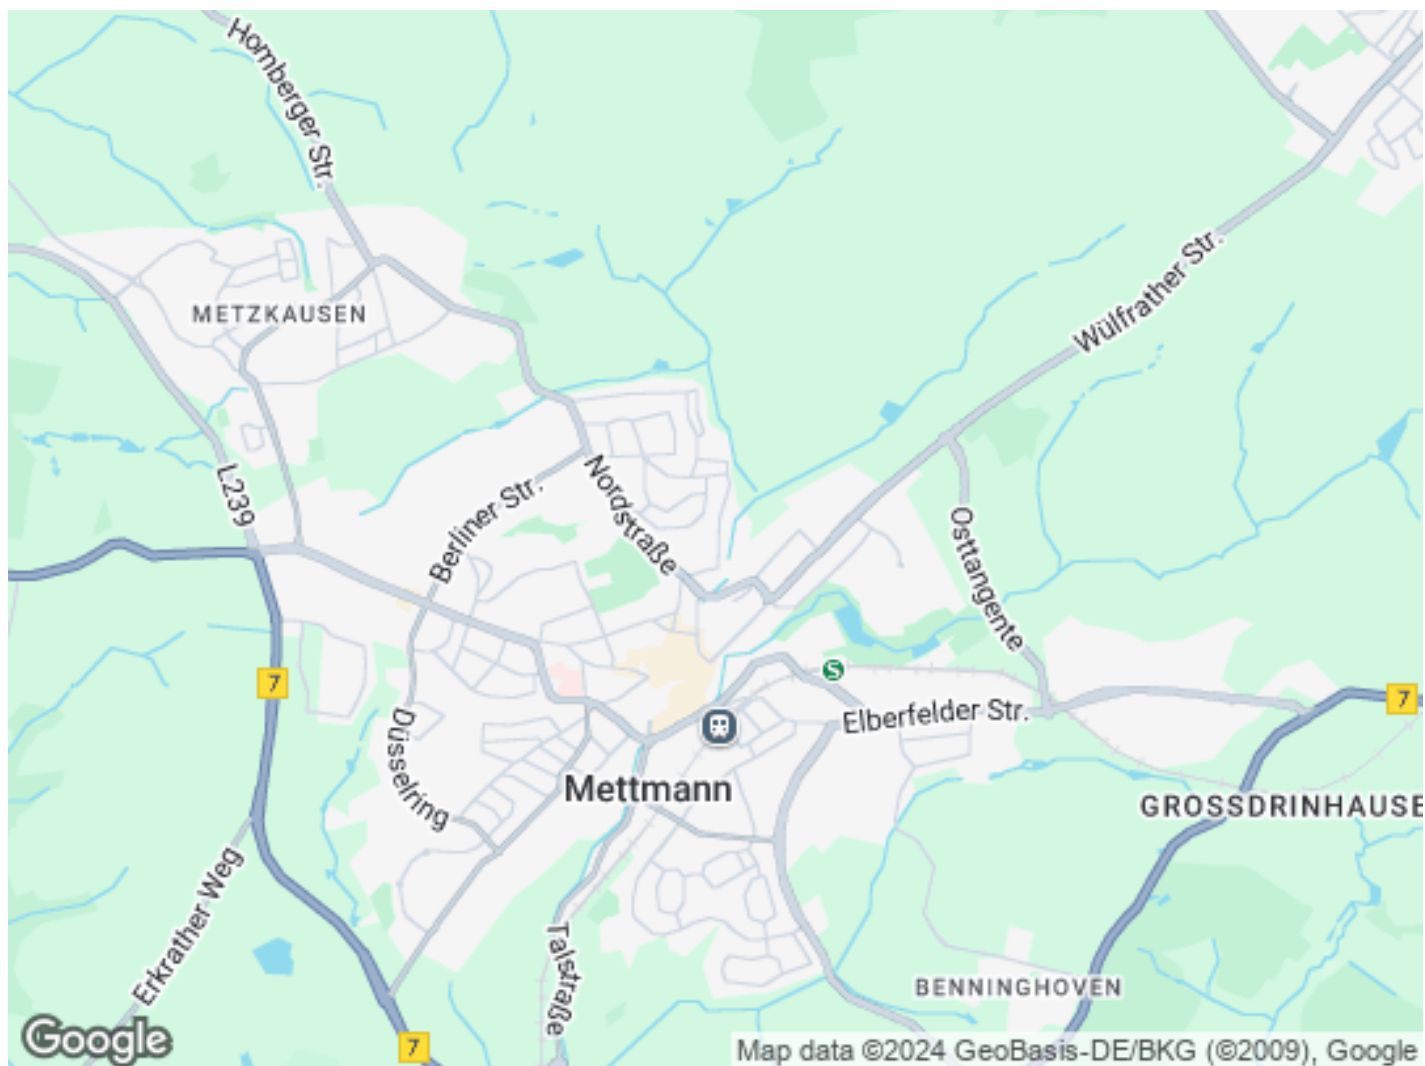 Homberger Str.
METZKAUSEN
Wülfrather Str.
L239
Berliner Str.
Nordstraße
Osttangente
7
S
7
Elberfelder Str.
Düsselring
Mettmann
GROSSDRINHAUSE
Erkrather Weg
Talstraße
BENNINGHOVEN
7
Google
Map data ©2024 GeoBasis-DE/BKG (©2009), Google